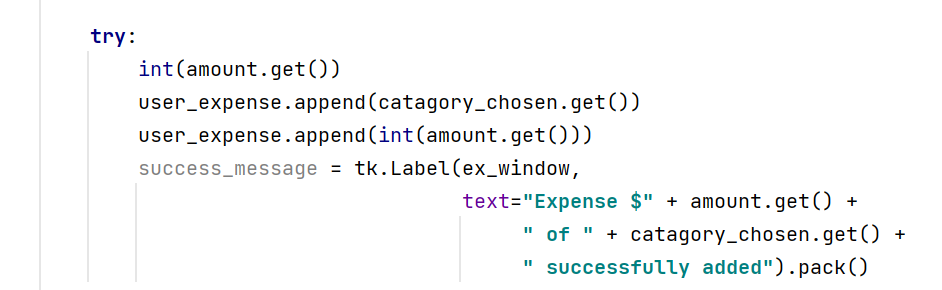 try:
int(amount.get())
user_expense.append(catagory_chosen.get())
user_expense.append(int(amount.get()))
success_message = tk.Label(ex_window,
text="Expense $" + amount.get() +
" of " + catagory_chosen.get() +
" successfully added").pack()